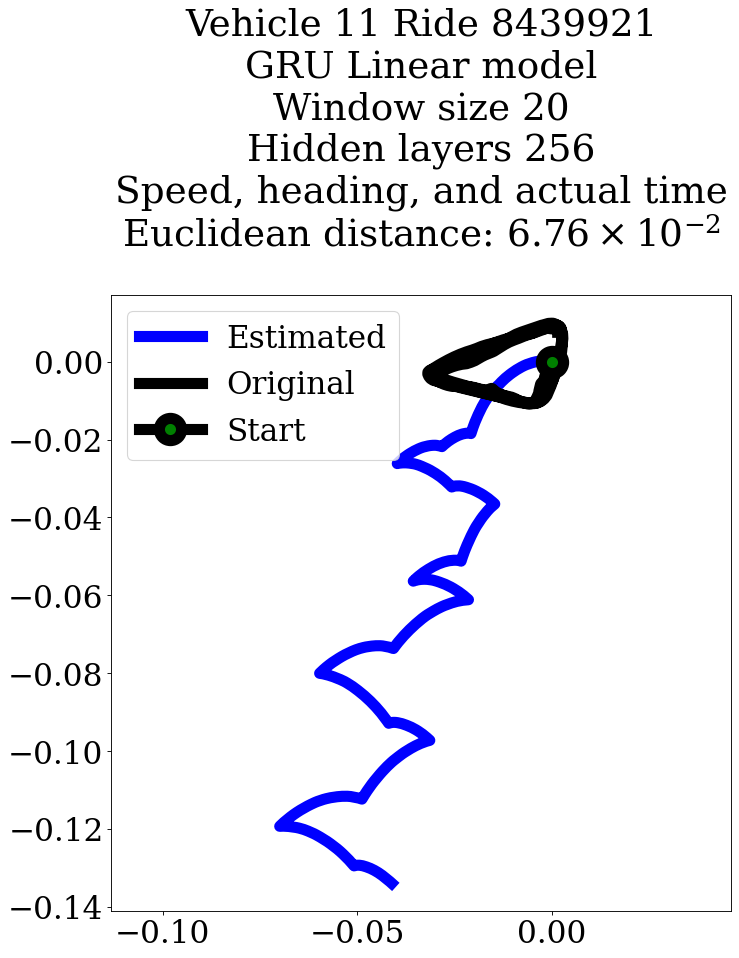 Vehicle 11 Ride 8439921
GRU Linear model
Window size 20
Hidden layers 256
Speed, heading, and actual time
Euclidean distance: 6.76 × 10⁻²
Estimated
Original
Start
0.00
−0.02
−0.04
−0.06
−0.08
−0.10
−0.12
−0.14
−0.10
−0.05
0.00